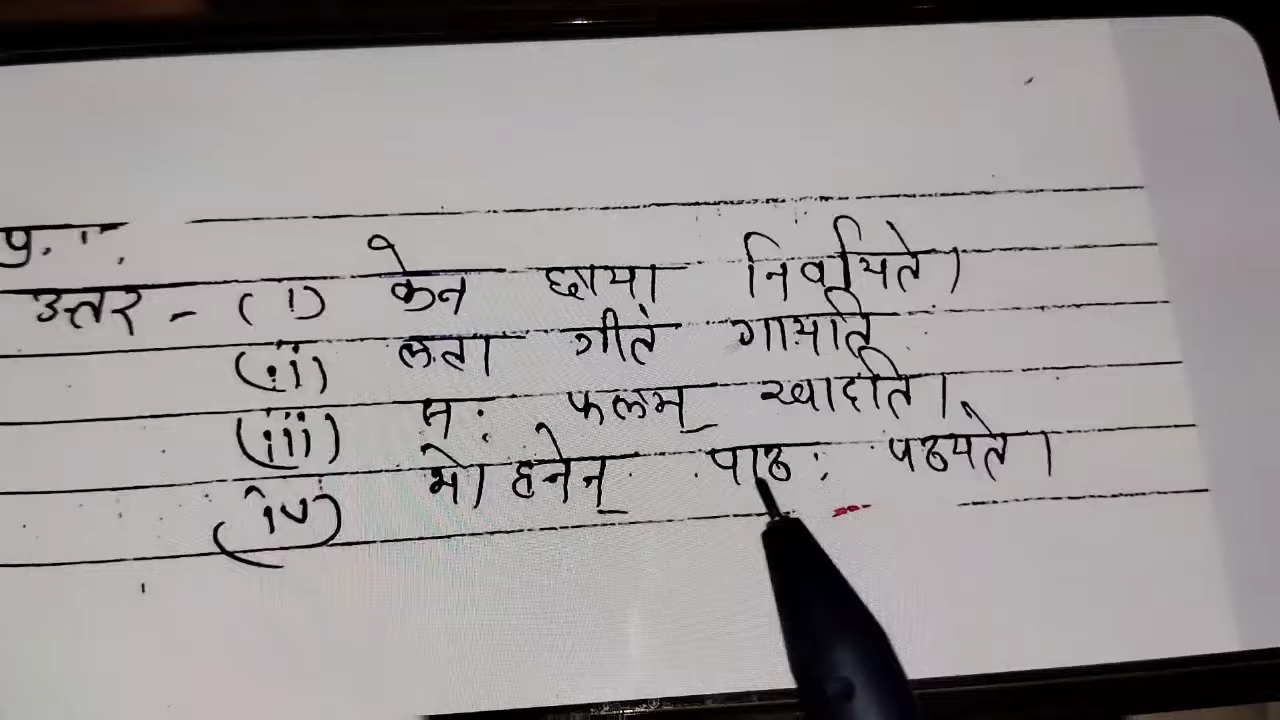 प्र.
उत्तर - (i) केन छाया निर्वायते।
(ii) लता गीतं गायति
(iii) सः फलम् खादति।
(iv) मोहनेन् पाठः पठ्यते।